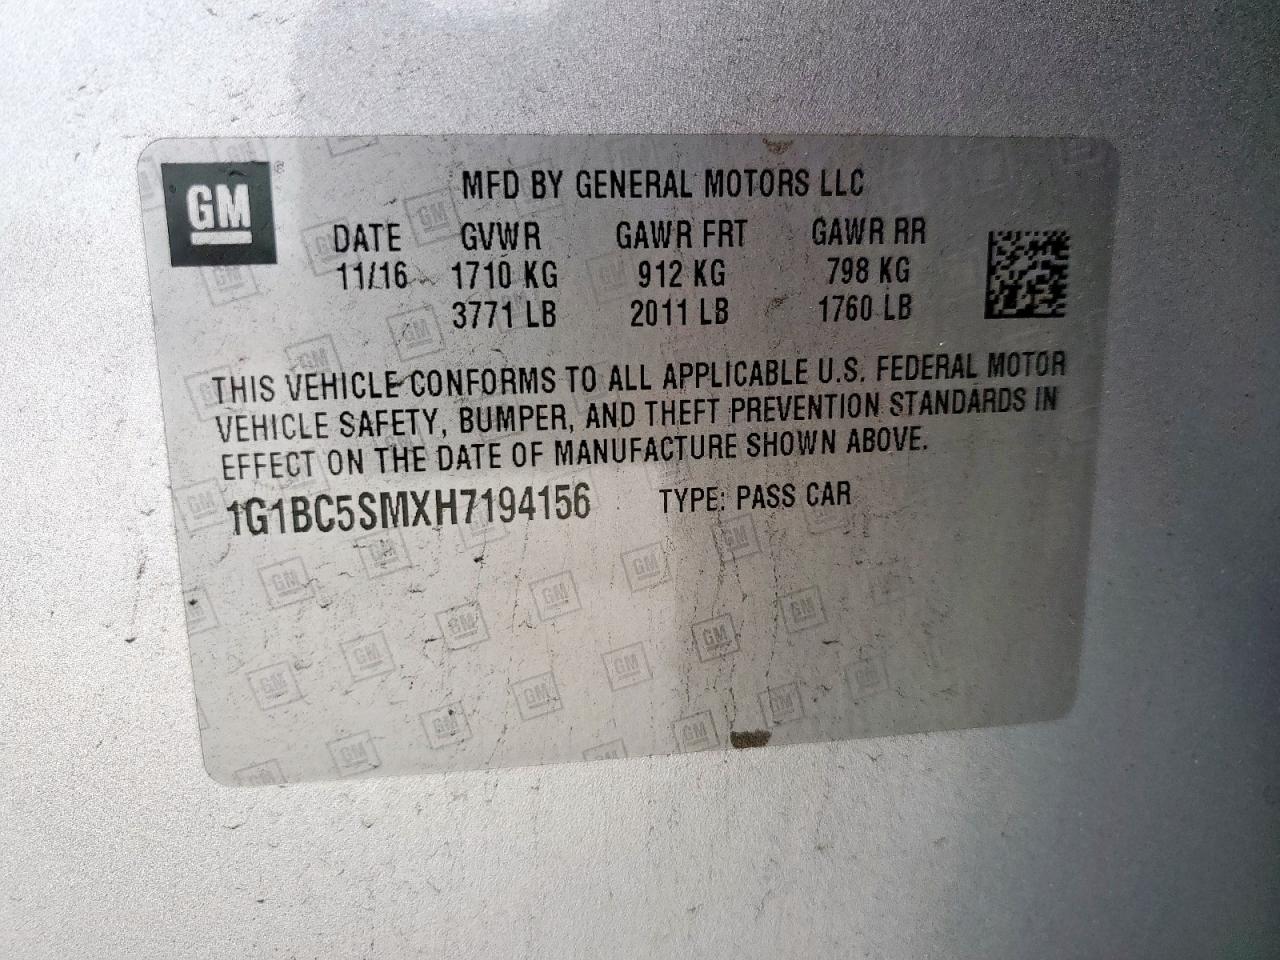 GM
MFD BY GENERAL MOTORS LLC
DATE GVWR GAWR FRT GAWR RR
11/16 1710 KG 912 KG 798 KG
3771 LB 2011 LB 1760 LB
THIS VEHICLE CONFORMS TO ALL APPLICABLE U.S. FEDERAL MOTOR
VEHICLE SAFETY, BUMPER, AND THEFT PREVENTION STANDARDS IN
EFFECT ON THE DATE OF MANUFACTURE SHOWN ABOVE.
1G1BC5SMXH7194156 TYPE: PASS CAR